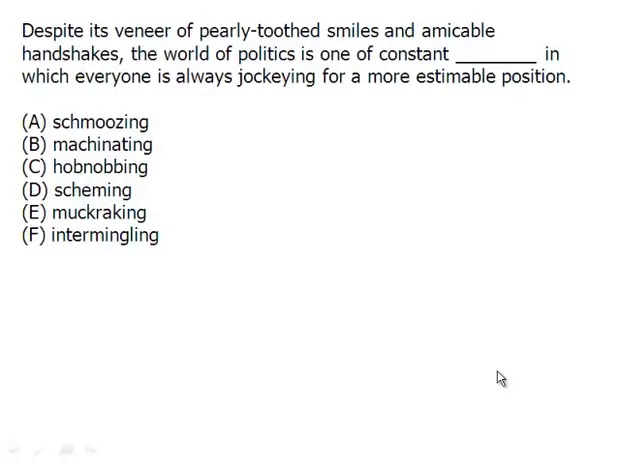 Despite its veneer of pearly-toothed smiles and amicable
handshakes, the world of politics is one of constant ________ in
which everyone is always jockeying for a more estimable position.
(A) schmoozing
(B) machinating
(C) hobnobbing
(D) scheming
(E) muckraking
(F) intermingling